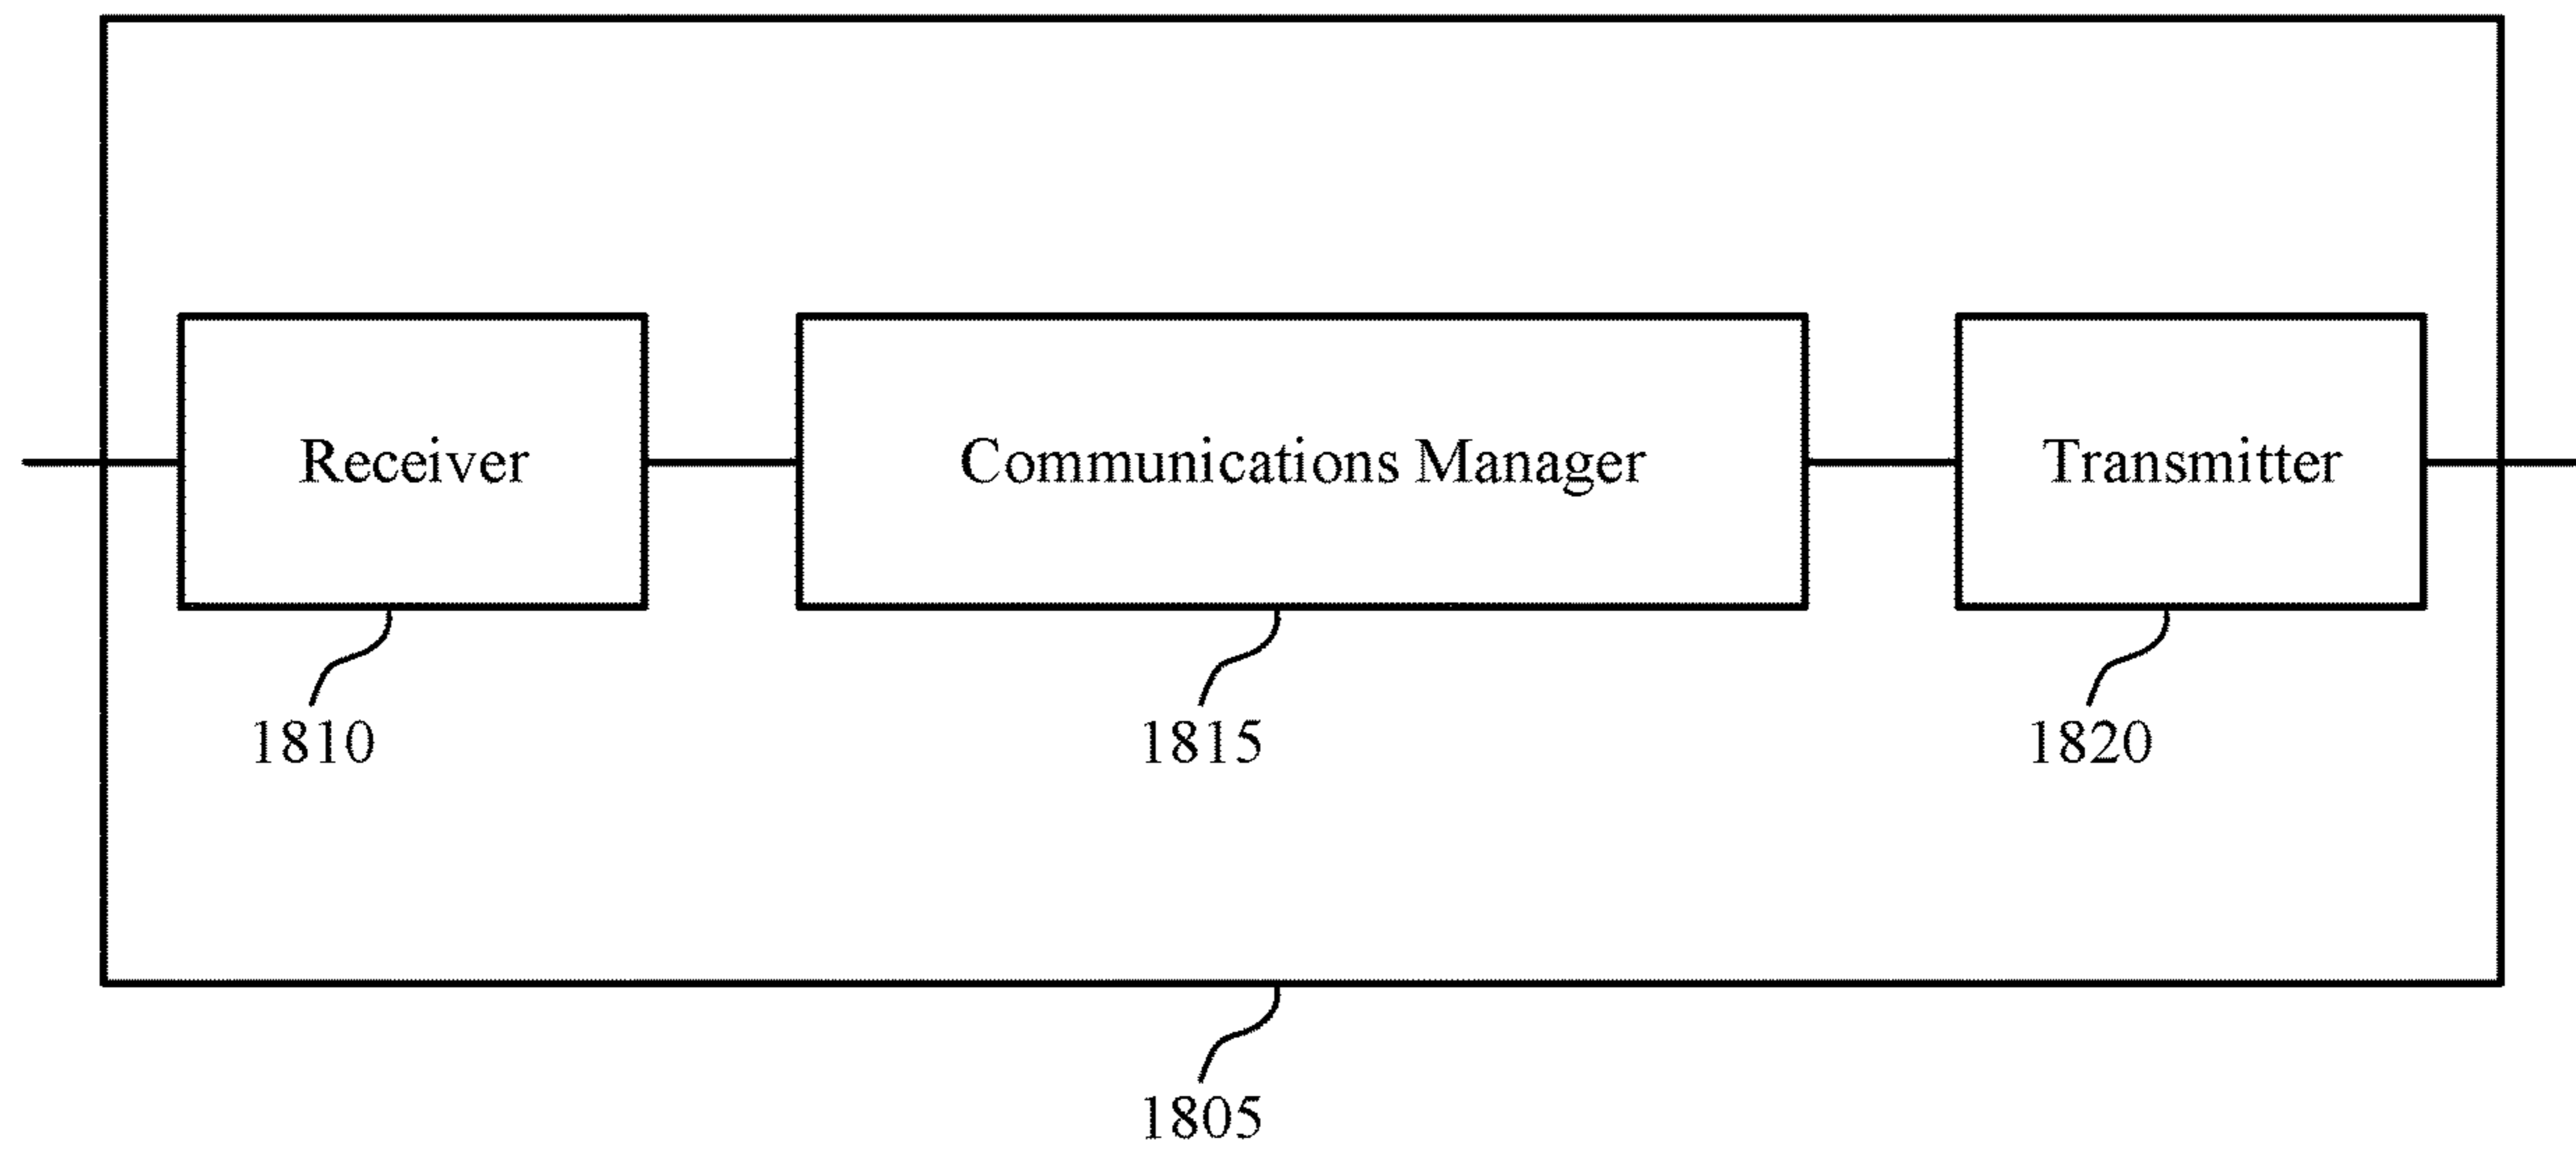 Receiver
Communications Manager
Transmitter
1810
1815
1820
1805